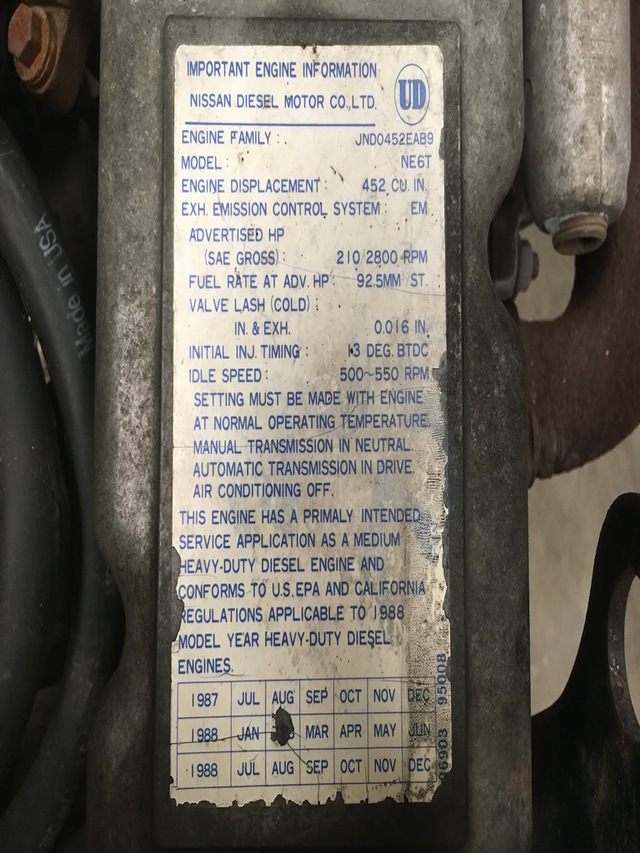 IMPORTANT ENGINE INFORMATION
NISSAN DIESEL MOTOR CO.,LTD.
UD
ENGINE FAMILY : JND0452EAB9
MODEL : NE6T
ENGINE DISPLACEMENT : 452 CU. IN.
EXH. EMISSION CONTROL SYSTEM : EM
ADVERTISED HP
(SAE GROSS) : 210/2800 RPM
FUEL RATE AT ADV. HP : 92.5MM³/ST.
VALVE LASH (COLD) :
IN. & EXH. 0.016 IN.
INITIAL INJ. TIMING : 13 DEG. BTDC
IDLE SPEED : 500~550 RPM
SETTING MUST BE MADE WITH ENGINE
AT NORMAL OPERATING TEMPERATURE.
MANUAL TRANSMISSION IN NEUTRAL.
AUTOMATIC TRANSMISSION IN DRIVE.
AIR CONDITIONING OFF.
THIS ENGINE HAS A PRIMALY INTENDED
SERVICE APPLICATION AS A MEDIUM
HEAVY-DUTY DIESEL ENGINE AND
CONFORMS TO U.S.EPA AND CALIFORNIA
REGULATIONS APPLICABLE TO 1988
MODEL YEAR HEAVY-DUTY DIESEL
ENGINES.
1987 JUL AUG SEP OCT NOV DEC
1988 JAN MAR APR MAY JUN
1988 JUL AUG SEP OCT NOV DEC
95008
Made in USA